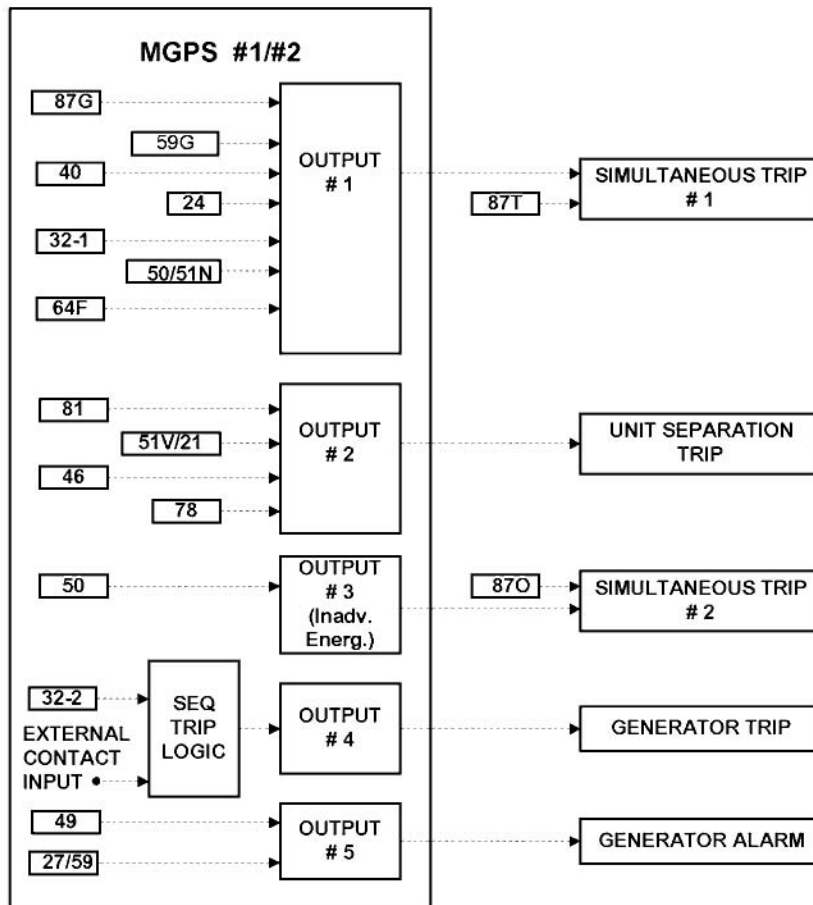 MGPS #1/#2
87G
59G
40
24
32-1
50/51N
64F
OUTPUT
# 1
87T
SIMULTANEOUS TRIP
# 1
81
51V/21
46
78
OUTPUT
# 2
UNIT SEPARATION
TRIP
50
OUTPUT
# 3
(Inadv.
Energ.)
87O
SIMULTANEOUS TRIP
# 2
32-2
EXTERNAL
CONTACT
INPUT
SEQ
TRIP
LOGIC
OUTPUT
# 4
GENERATOR TRIP
49
27/59
OUTPUT
# 5
GENERATOR ALARM